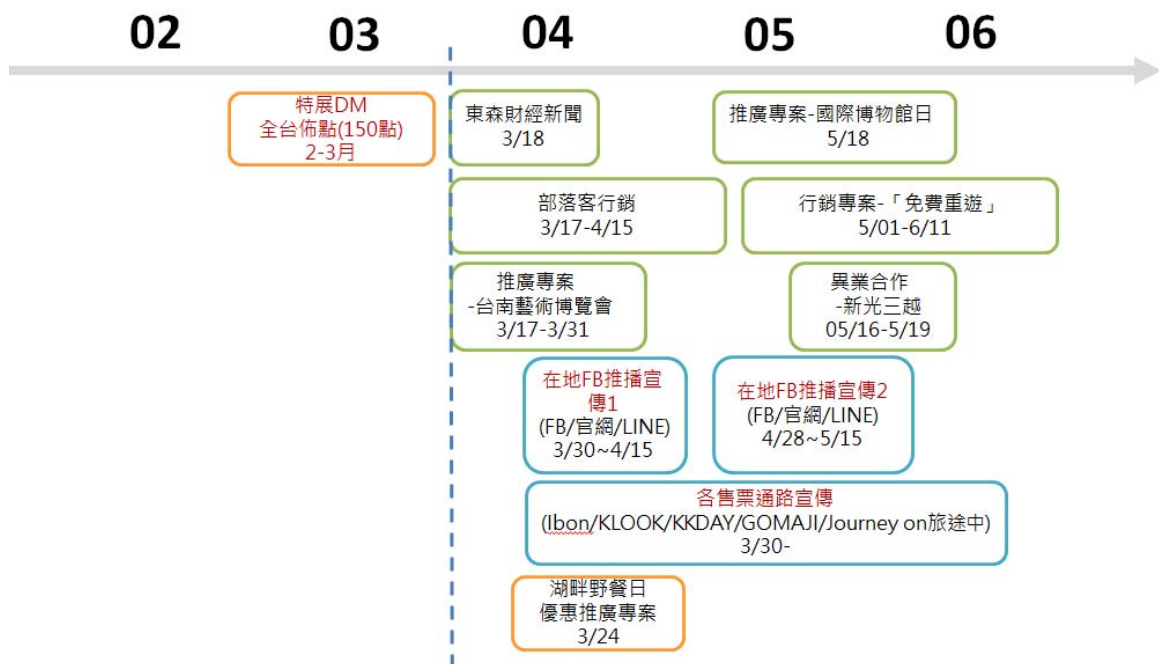 02
03
04
05
06
特展DM
全台佈點(150點)
2-3月
東森財經新聞
3/18
推廣專案-國際博物館日
5/18
部落客行銷
3/17-4/15
行銷專案-「免費重遊」
5/01-6/11
推廣專案
-台南藝術博覽會
3/17-3/31
異業合作
-新光三越
05/16-5/19
在地FB推播宣
傳1
(FB/官網/LINE)
3/30~4/15
在地FB推播宣傳2
(FB/官網/LINE)
4/28~5/15
各售票通路宣傳
(Ibon/KLOOK/KKDAY/GOMAJI/Journey on旅途中)
3/30-
湖畔野餐日
優惠推廣專案
3/24